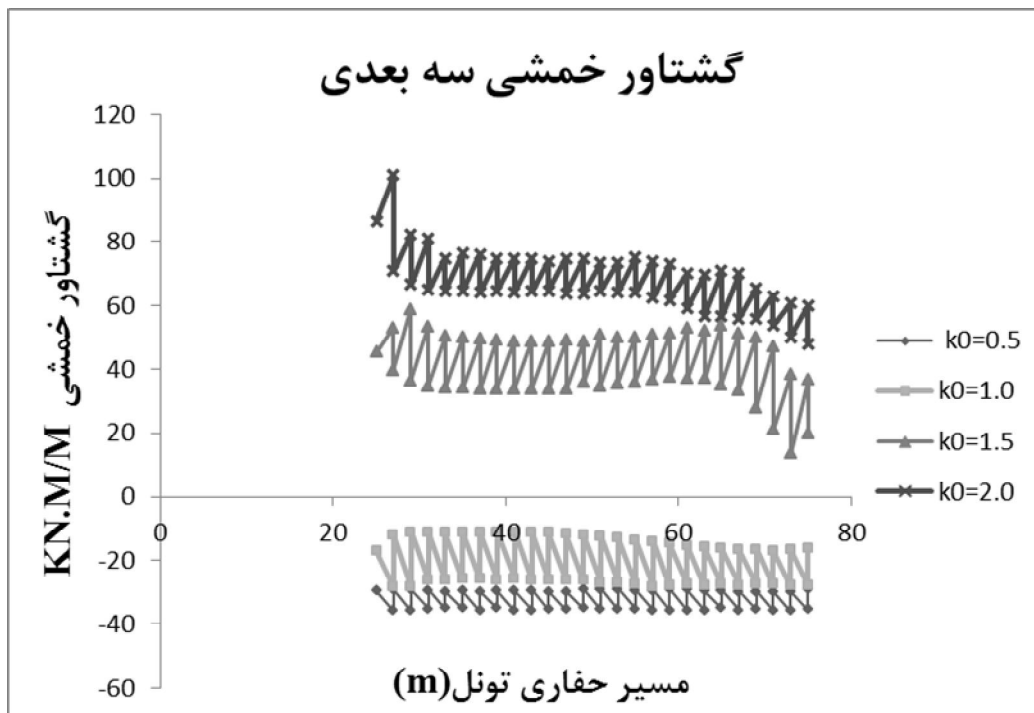 گشتاور خمشی سه بعدی
120
100
80
60
40
20
0
-20
-40
-60
0
20
40
60
80
گشتاور خمشی KN.M/M
مسیر حفاری تونل(m)
k0=0.5
k0=1.0
k0=1.5
k0=2.0